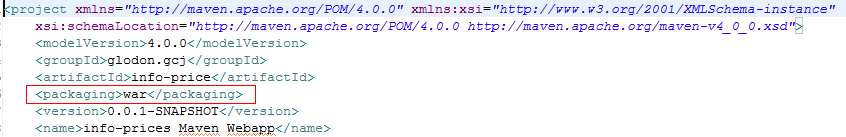 <project xmlns="http://maven.apache.org/POM/4.0.0" xmlns:xsi="http://www.w3.org/2001/XMLSchema-instance"
xsi:schemaLocation="http://maven.apache.org/POM/4.0.0 http://maven.apache.org/maven-v4_0_0.xsd">
<modelVersion>4.0.0</modelVersion>
<groupId>glodon.gcj</groupId>
<artifactId>info-price</artifactId>
<packaging>war</packaging>
<version>0.0.1-SNAPSHOT</version>
<name>info-prices Maven Webapp</name>